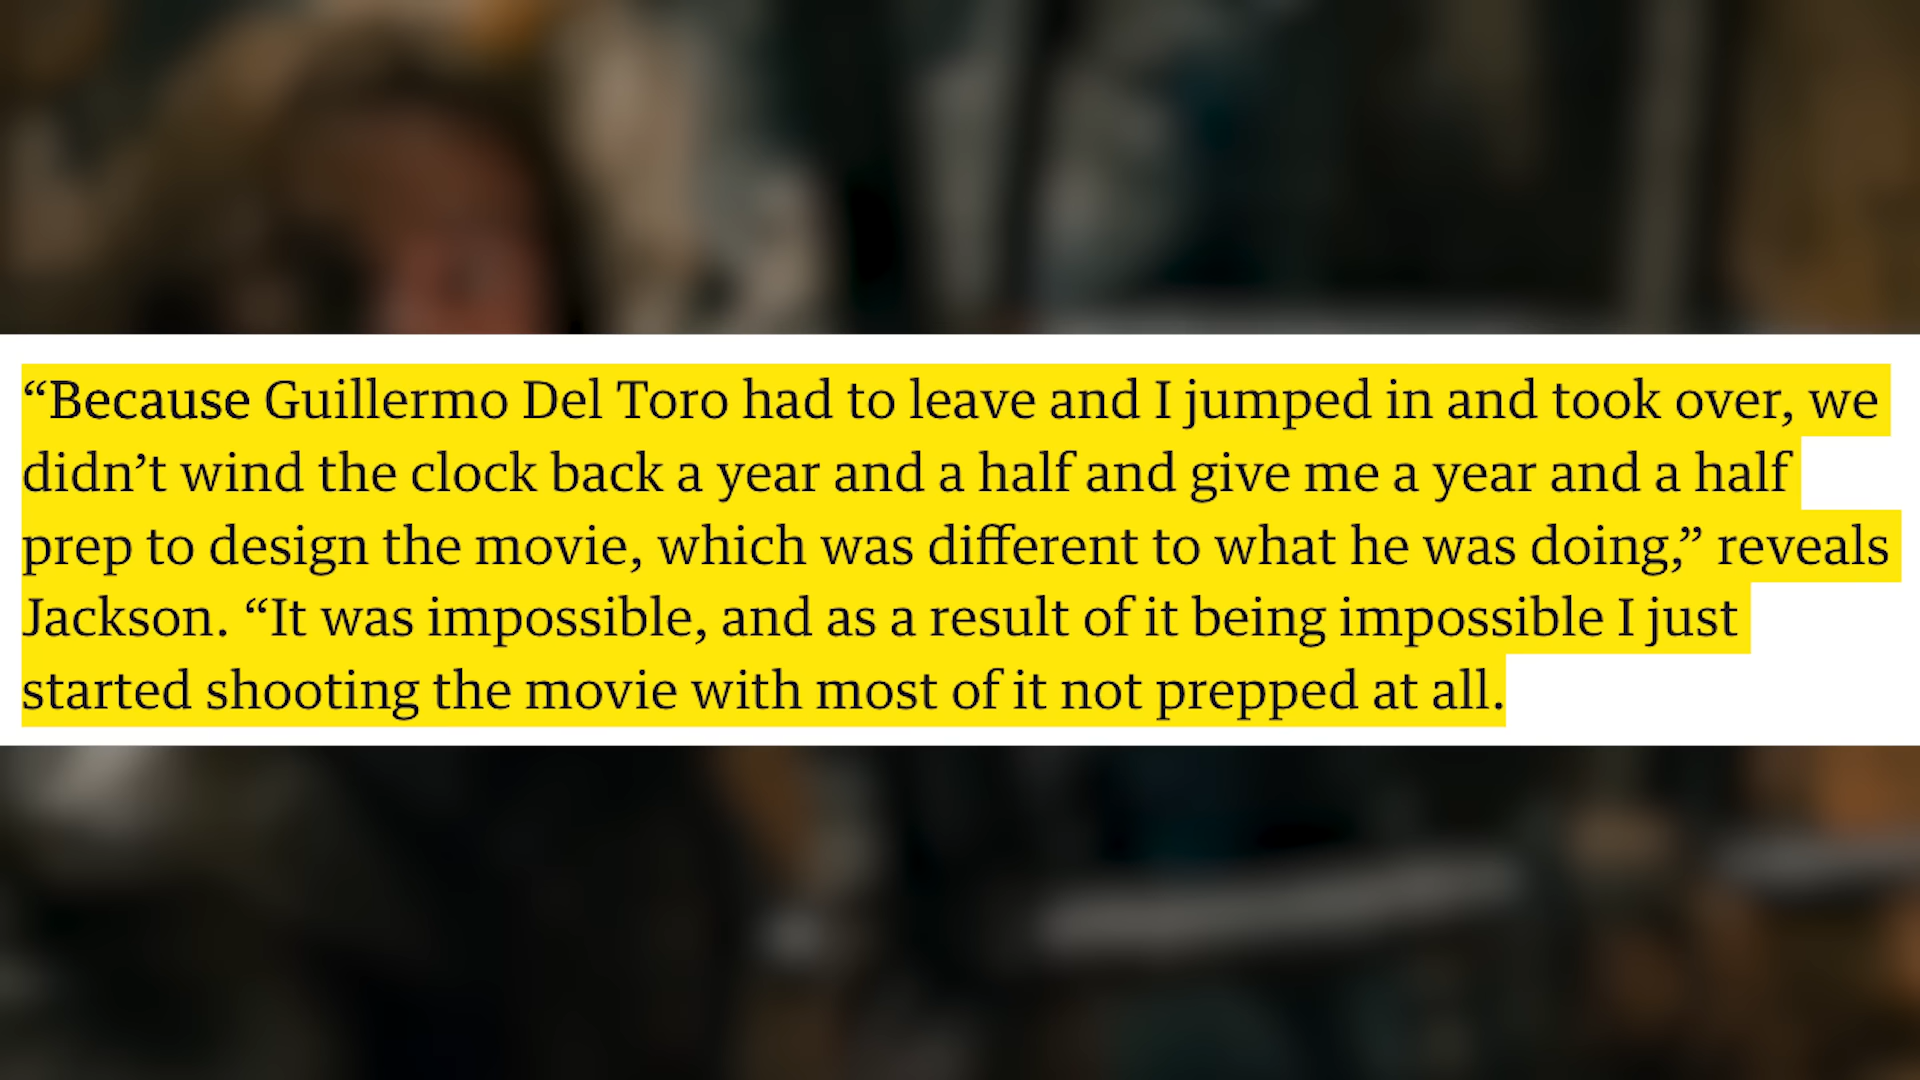 “Because Guillermo Del Toro had to leave and I jumped in and took over, we
didn’t wind the clock back a year and a half and give me a year and a half
prep to design the movie, which was different to what he was doing,” reveals
Jackson. “It was impossible, and as a result of it being impossible I just
started shooting the movie with most of it not prepped at all.